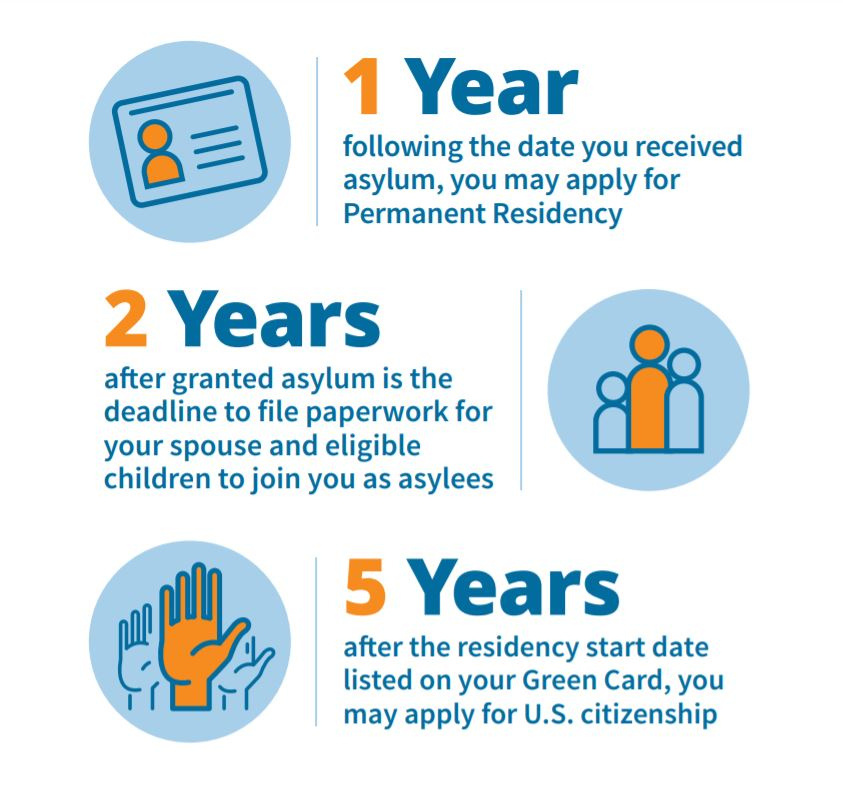 1 Year
following the date you received
asylum, you may apply for
Permanent Residency
2 Years
after granted asylum is the
deadline to file paperwork for
your spouse and eligible
children to join you as asylees
5 Years
after the residency start date
listed on your Green Card, you
may apply for U.S. citizenship